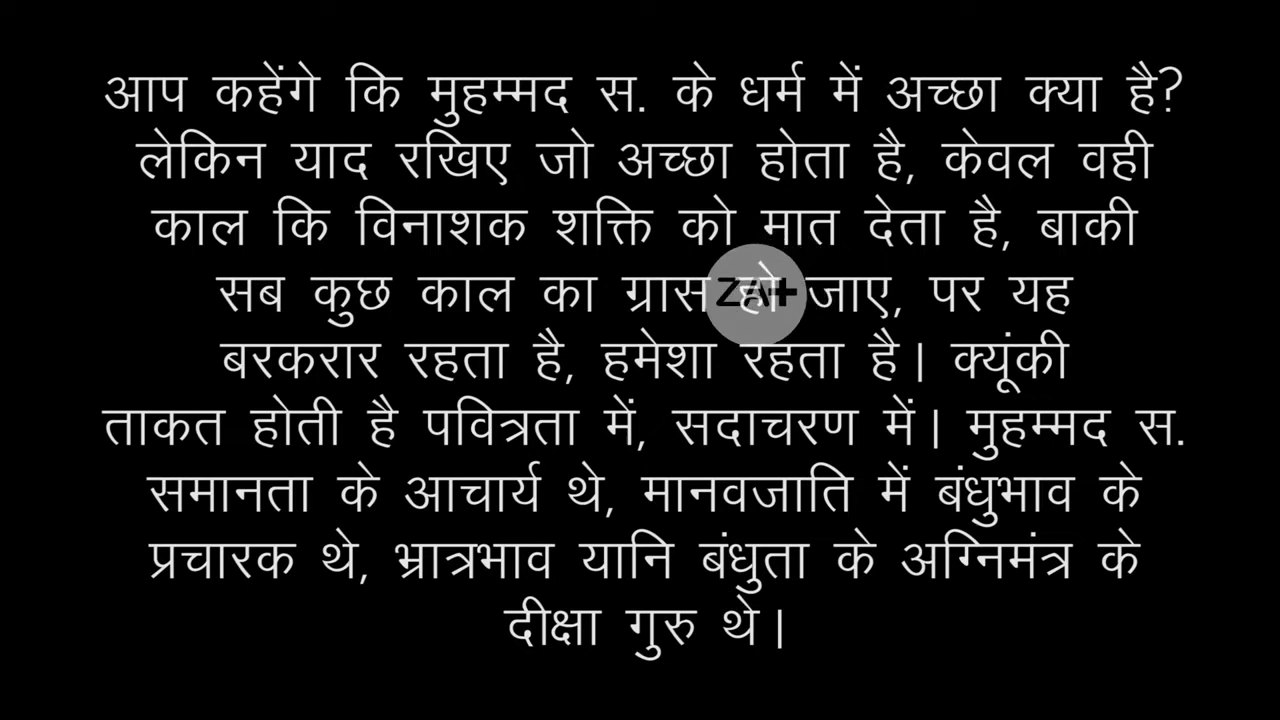 आप कहेंगे कि मुहम्मद स. के धर्म में अच्छा क्या है?
लेकिन याद रखिए जो अच्छा होता है, केवल वही
काल कि विनाशक शक्ति को मात देता है, बाकी
सब कुछ काल का ग्रास हो जाए, पर यह
ZA+
बरकरार रहता है, हमेशा रहता है। क्यूंकी
ताकत होती है पवित्रता में, सदाचरण में। मुहम्मद स.
समानता के आचार्य थे, मानवजाति में बंधुभाव के
प्रचारक थे, भ्रात्रभाव यानि बंधुता के अग्निमंत्र के
दीक्षा गुरु थे।